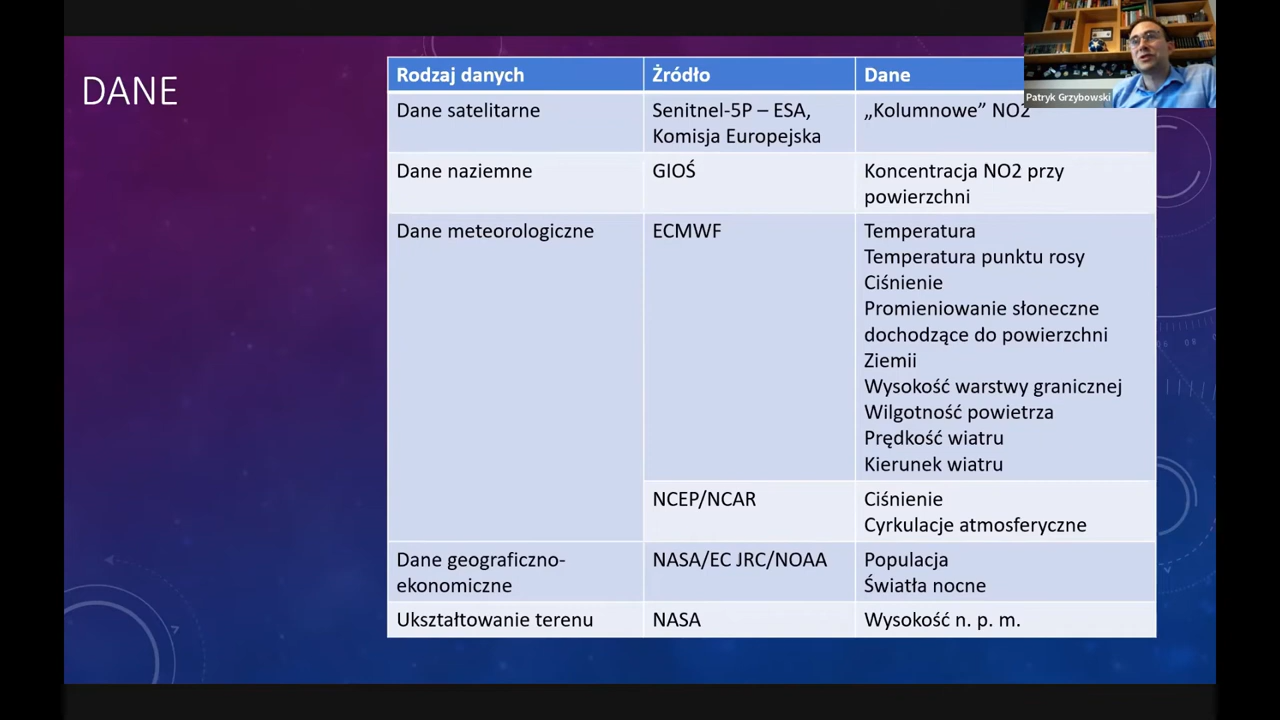 DANE
Rodzaj danych
Żródło
Dane
Patryk Grzybowski
Dane satelitarne
Senitnel-5P – ESA,
Komisja Europejska
„Kolumnowe” NO2
Dane naziemne
GIOŚ
Koncentracja NO2 przy
powierzchni
Dane meteorologiczne
ECMWF
Temperatura
Temperatura punktu rosy
Ciśnienie
Promieniowanie słoneczne
dochodzące do powierzchni
Ziemii
Wysokość warstwy granicznej
Wilgotność powietrza
Prędkość wiatru
Kierunek wiatru
NCEP/NCAR
Ciśnienie
Cyrkulacje atmosferyczne
Dane geograficzno-
ekonomiczne
NASA/EC JRC/NOAA
Populacja
Światła nocne
Ukształtowanie terenu
NASA
Wysokość n. p. m.